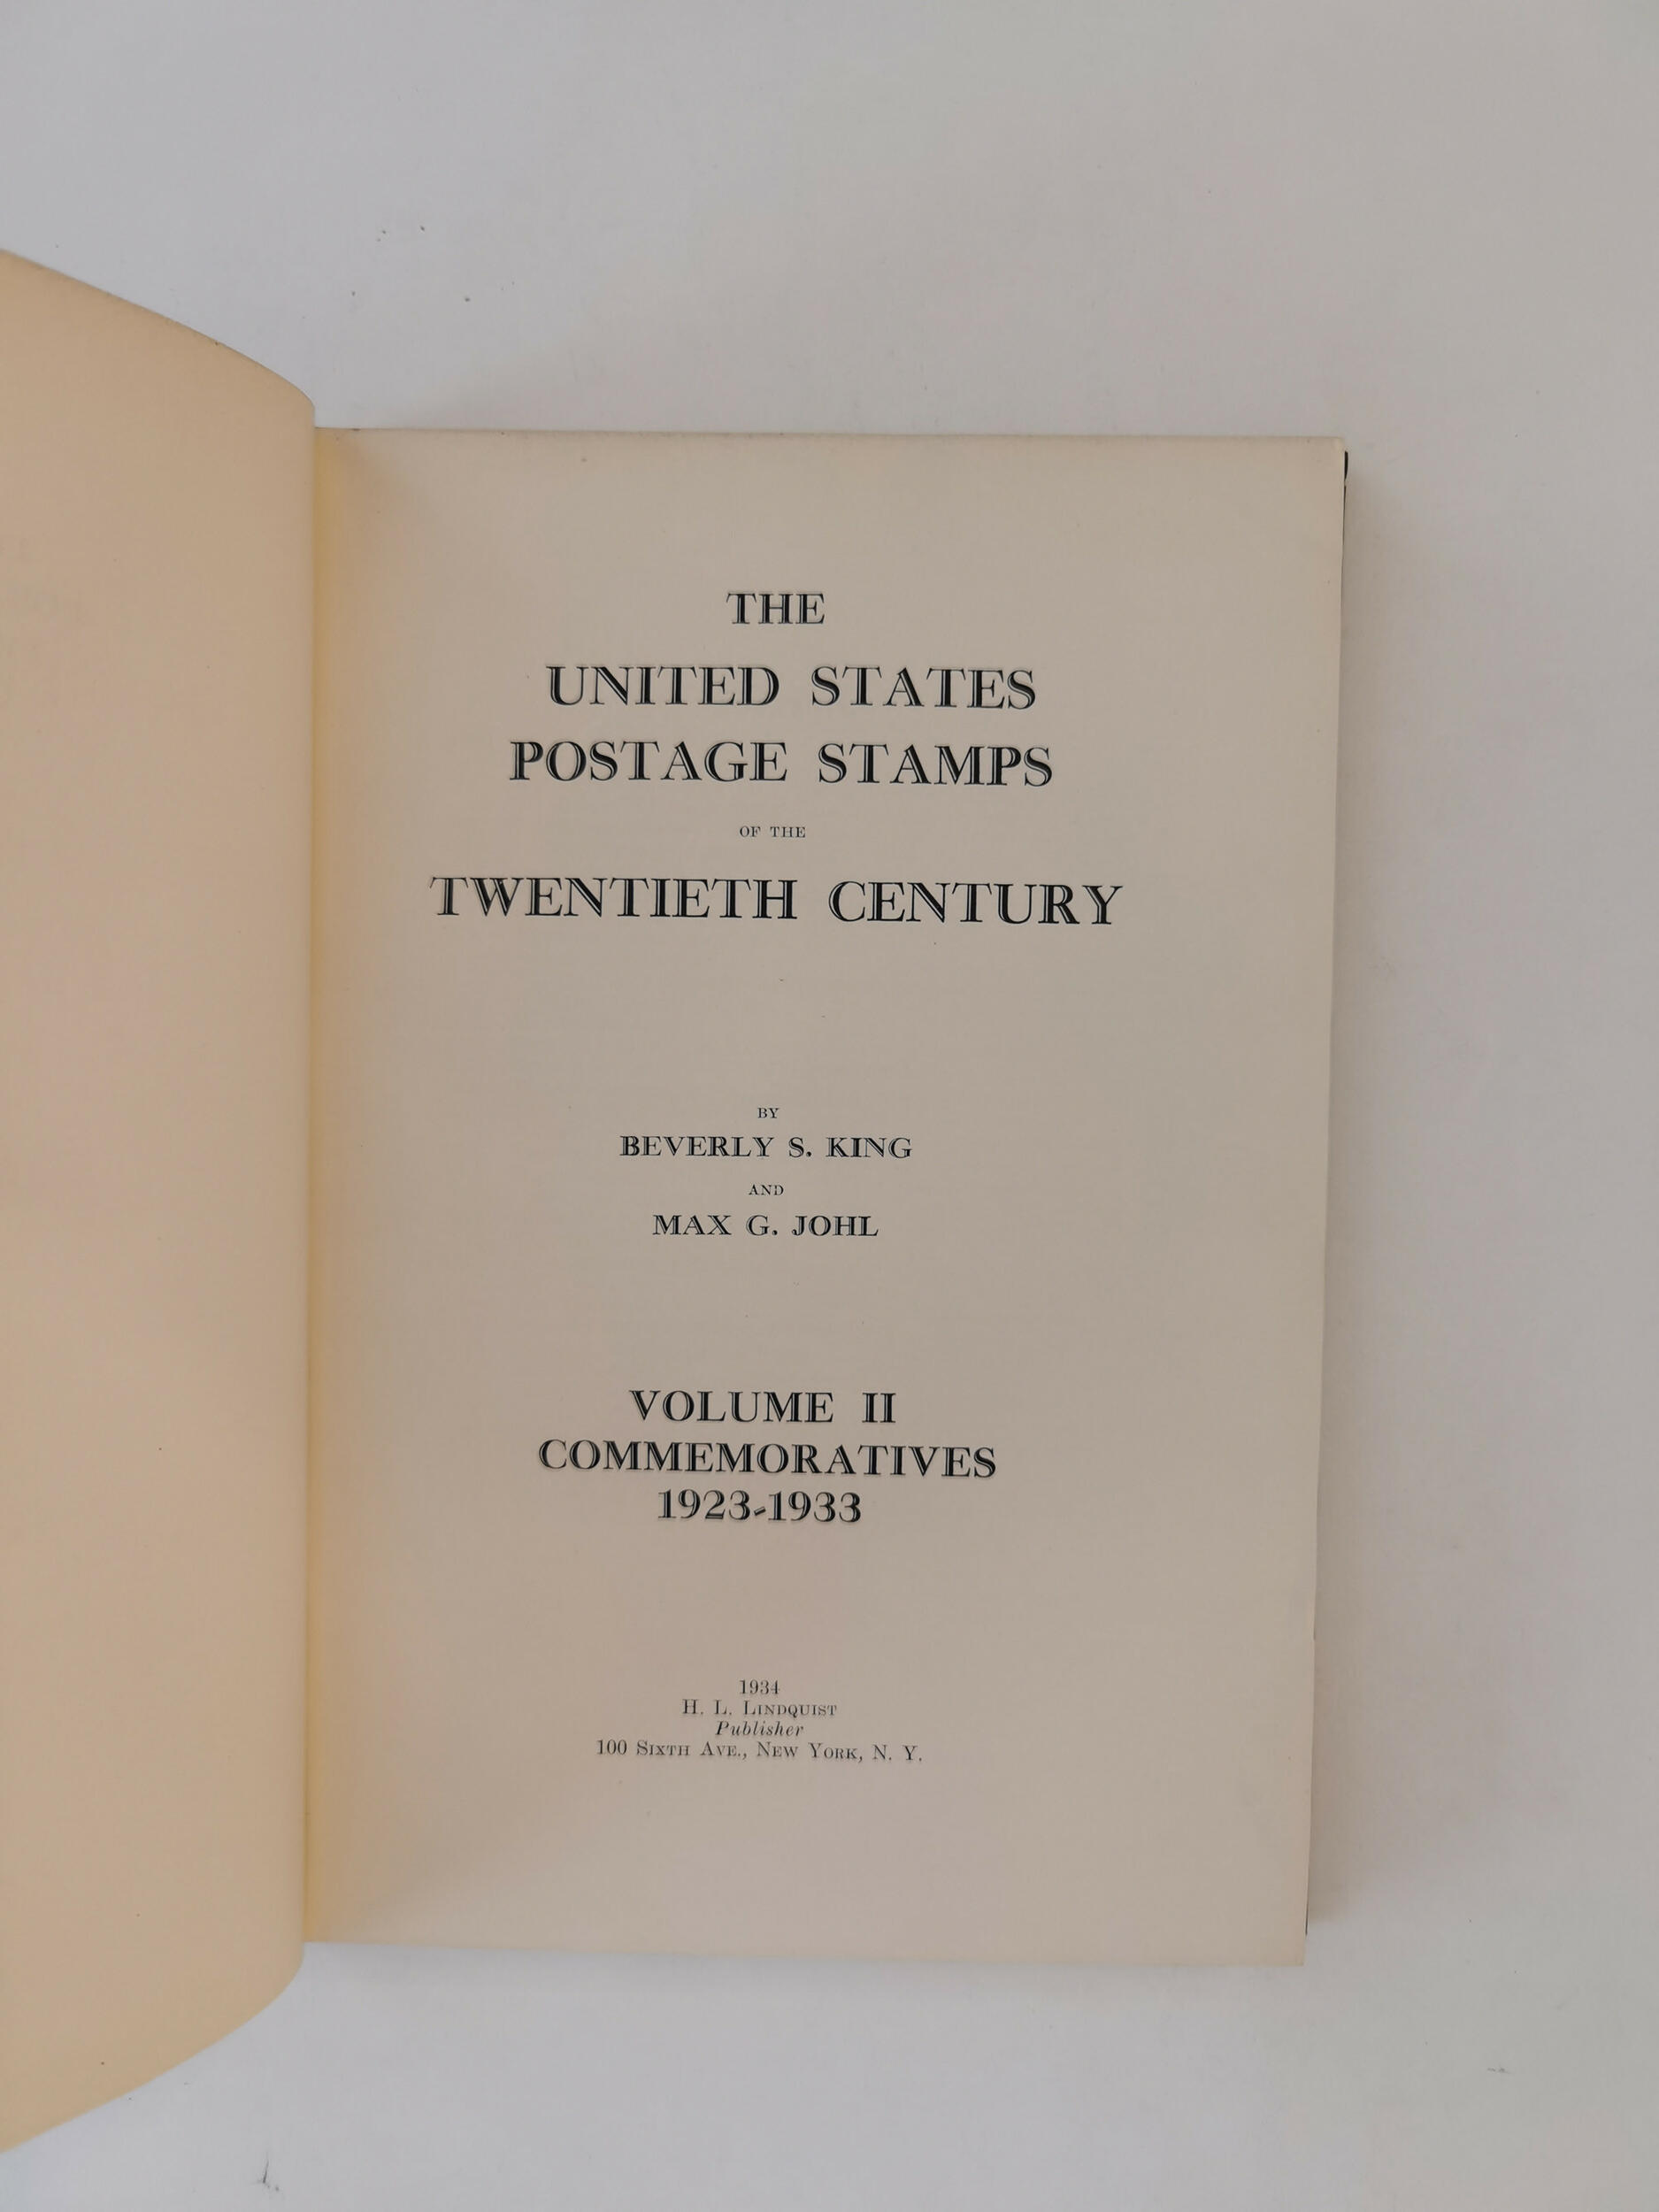 THE
UNITED STATES
POSTAGE STAMPS
OF THE
TWENTIETH CENTURY
BY
BEVERLY S. KING
AND
MAX G. JOHL
VOLUME II
COMMEMORATIVES
1923-1933
1934
H. L. LINDQUIST
Publisher
100 SIXTH AVE., NEW YORK, N. Y.